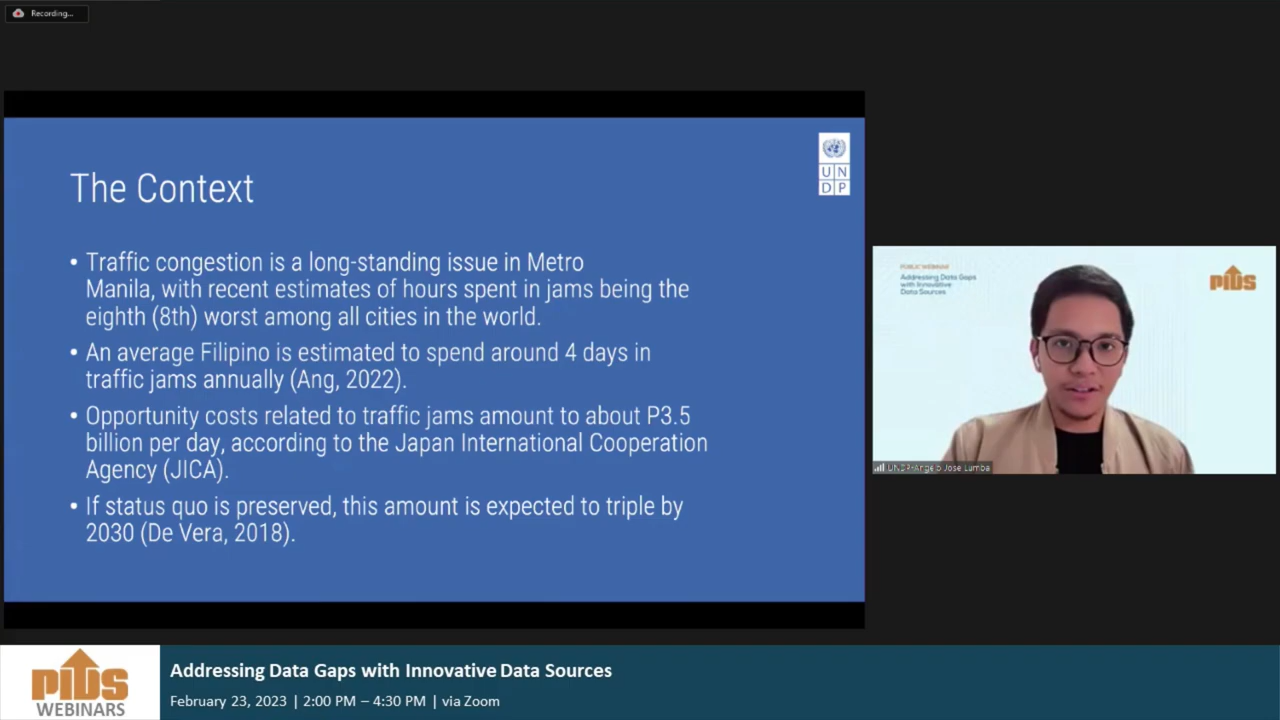 Recording...
The Context
UN
DP
• Traffic congestion is a long-standing issue in Metro
Manila, with recent estimates of hours spent in jams being the
eighth (8th) worst among all cities in the world.
• An average Filipino is estimated to spend around 4 days in
traffic jams annually (Ang, 2022).
• Opportunity costs related to traffic jams amount to about P3.5
billion per day, according to the Japan International Cooperation
Agency (JICA).
• If status quo is preserved, this amount is expected to triple by
2030 (De Vera, 2018).
PUBLIC WEBINAR
Addressing Data Gaps
with Innovative
Data Sources
PIDS
UNDP-Angelo Jose Lumba
PIDS
WEBINARS
Addressing Data Gaps with Innovative Data Sources
February 23, 2023 | 2:00 PM – 4:30 PM | via Zoom